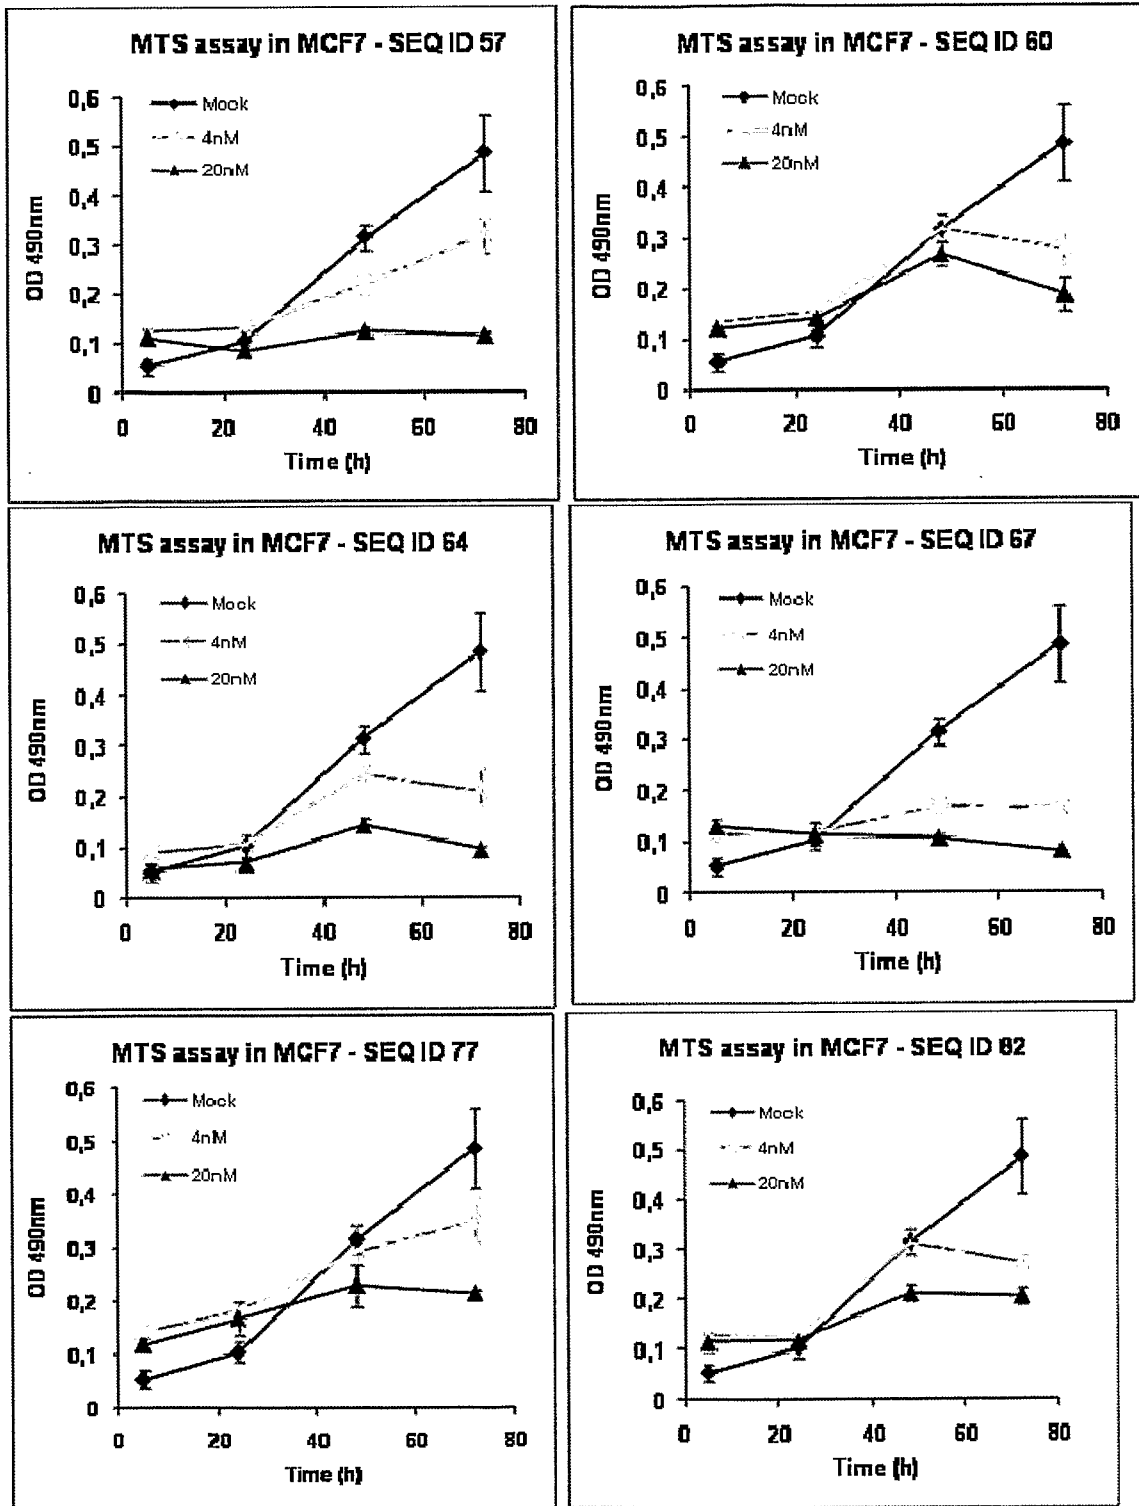 MTS assay in MCF7 - SEQ ID 57
0,6
0,5
0,4
0,3
0,2
0,1
0
OD 490nm
Mock
4nM
20nM
0 20 40 60 80
Time (h)
MTS assay in MCF7 - SEQ ID 60
0,6
0,5
0,4
0,3
0,2
0,1
0
OD 490nm
Mock
4nM
20nM
0 20 40 60 80
Time (h)
MTS assay in MCF7 - SEQ ID 64
0,6
0,5
0,4
0,3
0,2
0,1
0
OD 490nm
Mock
4nM
20nM
0 20 40 60 80
Time (h)
MTS assay in MCF7 - SEQ ID 67
0,6
0,5
0,4
0,3
0,2
0,1
0
OD 490nm
Mock
4nM
20nM
0 20 40 60 80
Time (h)
MTS assay in MCF7 - SEQ ID 77
0,6
0,5
0,4
0,3
0,2
0,1
0
OD 490nm
Mock
4nM
20nM
0 20 40 60 80
Time (h)
MTS assay in MCF7 - SEQ ID 82
0,6
0,5
0,4
0,3
0,2
0,1
0
OD 490nm
Mock
4nM
20nM
0 20 40 60 80
Time (h)